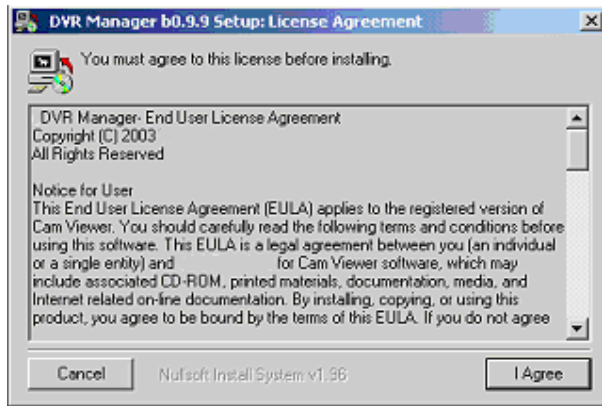 DVR Manager b0.9.9 Setup: License Agreement
You must agree to this license before installing.
DVR Manager- End User License Agreement
Copyright (C) 2003
All Rights Reserved
Notice for User
This End User License Agreement (EULA) applies to the registered version of
Cam Viewer. You should carefully read the following terms and conditions before
using this software. This EULA is a legal agreement between you (an individual
or a single entity) and for Cam Viewer software, which may
include associated CD-ROM, printed materials, documentation, media, and
Internet related on-line documentation. By installing, copying, or using this
product, you agree to be bound by the terms of this EULA. If you do not agree
Cancel
Nullsoft Install System v1.96
I Agree